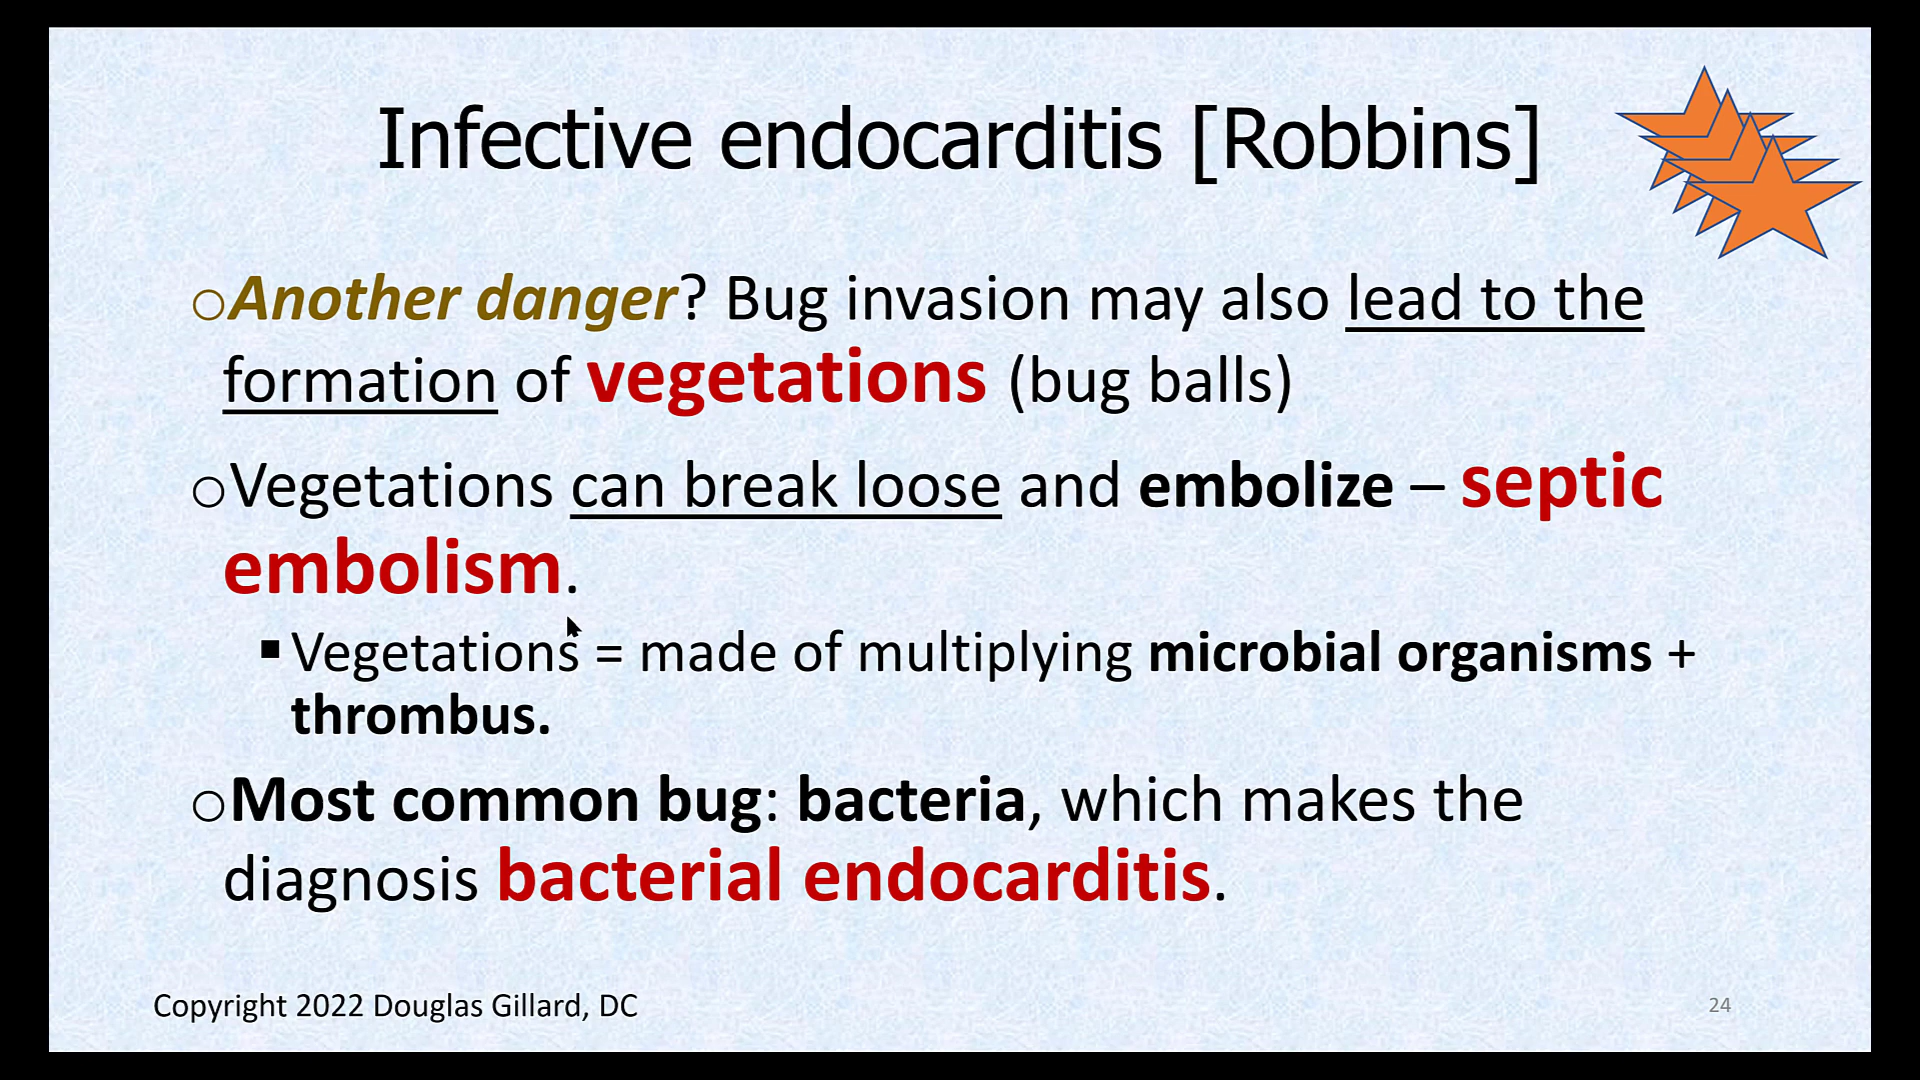 Infective endocarditis [Robbins]
oAnother danger? Bug invasion may also lead to the
formation of vegetations (bug balls)
oVegetations can break loose and embolize – septic
embolism.
▪Vegetations = made of multiplying microbial organisms +
thrombus.
oMost common bug: bacteria, which makes the
diagnosis bacterial endocarditis.
Copyright 2022 Douglas Gillard, DC
24